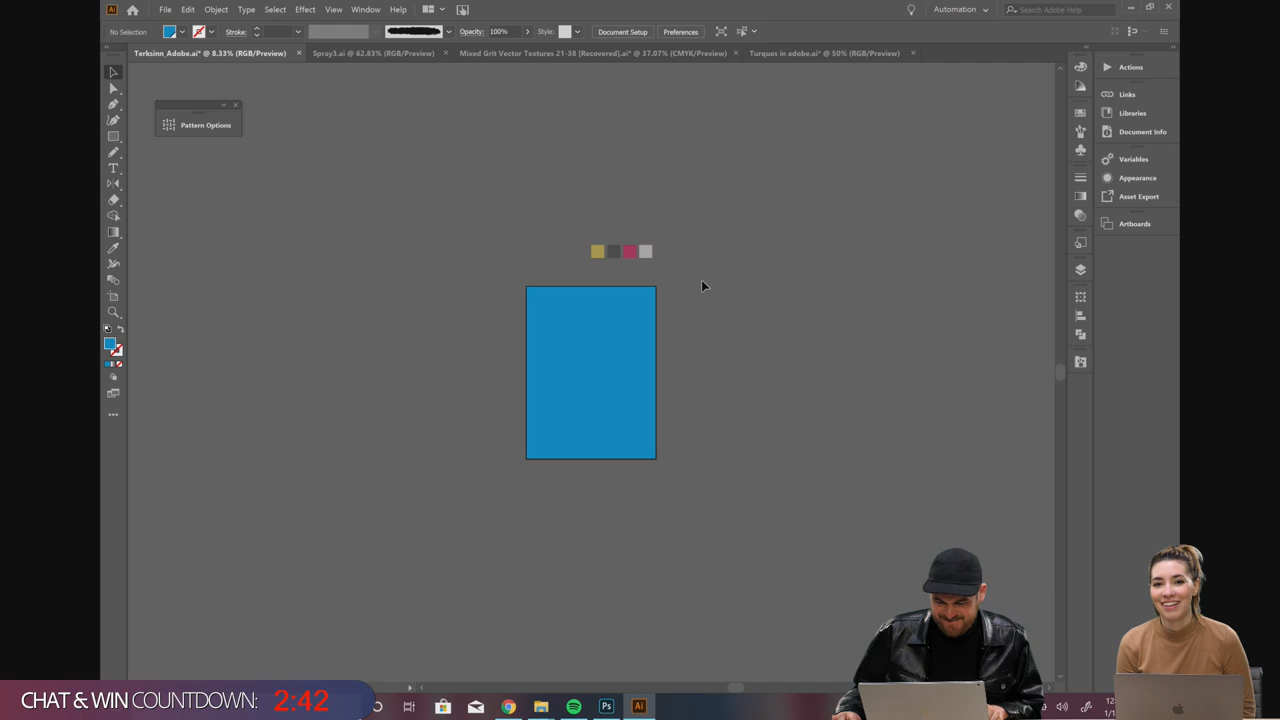 Ai File Edit Object Type Select Effect View Window Help Automation Search Adobe Help
No Selection Stroke: Opacity: 100% Style: Document Setup Preferences
Terksinn_Adobe.ai* @ 8.33% (RGB/Preview) Spray3.ai @ 62.83% (RGB/Preview) Mixed Grit Vector Textures 21-38 [Recovered].ai* @ 37.07% (CMYK/Preview) Turques in adobe.ai* @ 50% (RGB/Preview)
Actions
Links
Libraries
Document Info
Variables
Appearance
Asset Export
Artboards
Pattern Options
CHAT & WIN COUNTDOWN: 2:42
Ps Ai